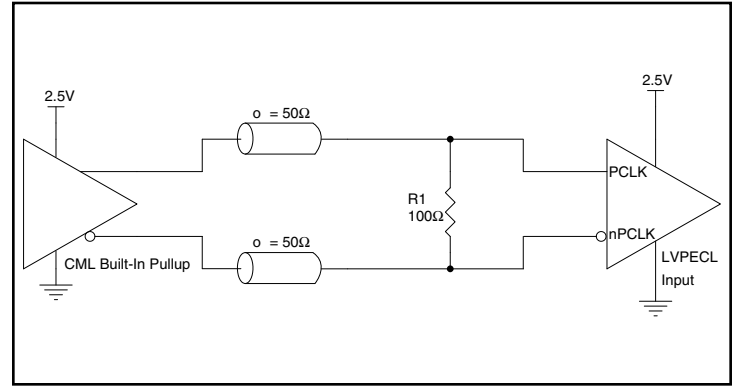 2.5V
o = 50Ω
2.5V
PCLK
R1
100Ω
nPCLK
o = 50Ω
CML Built-In Pullup
LVPECL
Input